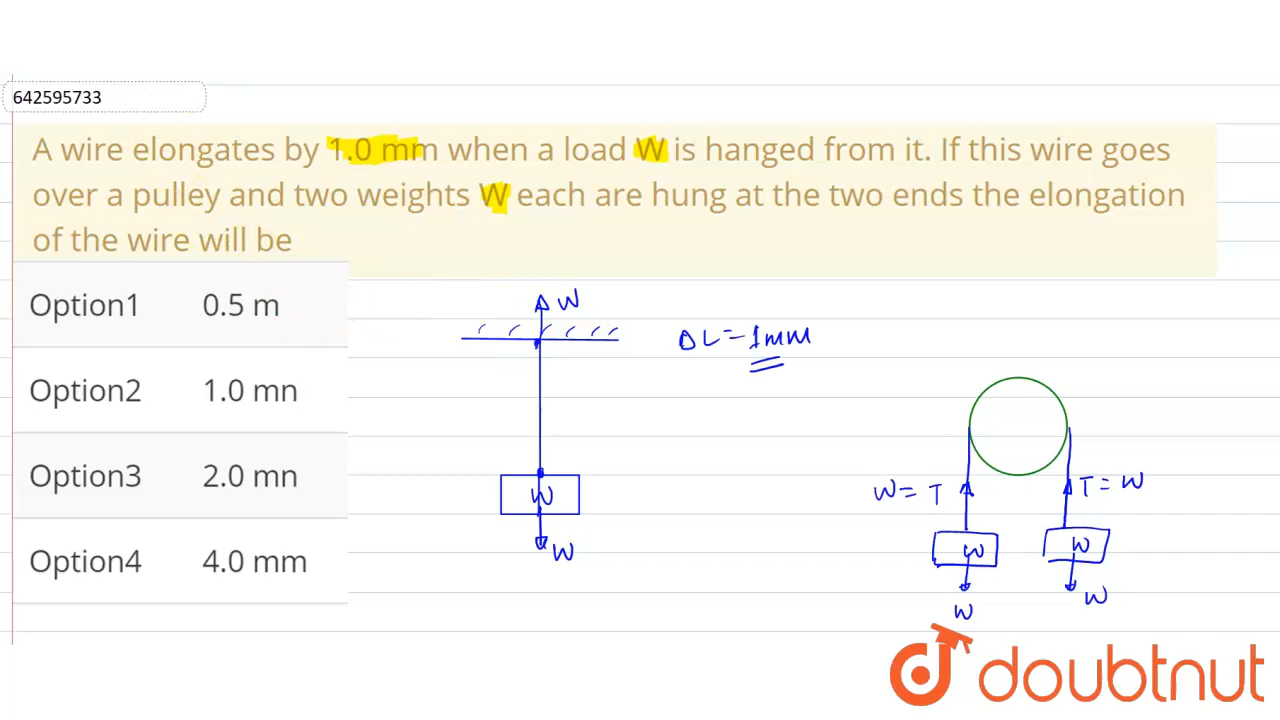 642595733
A wire elongates by 1.0 mm when a load W is hanged from it. If this wire goes
over a pulley and two weights W each are hung at the two ends the elongation
of the wire will be
Option1 0.5 m
Option2 1.0 mn
Option3 2.0 mn
Option4 4.0 mm
W
ΔL = 1mm
W
W
W = T
T = W
W
W
W
W
doubtnut